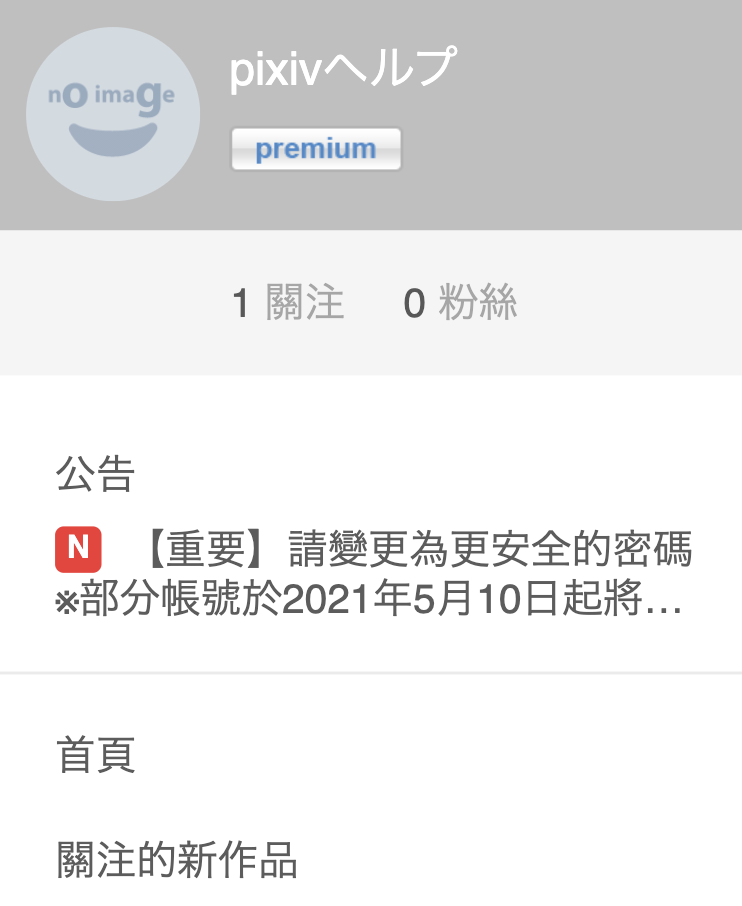 no image
pixivヘルプ
premium
1 關注 0 粉絲
公告
N 【重要】請變更為更安全的密碼
※部分帳號於2021年5月10日起將…
首頁
關注的新作品